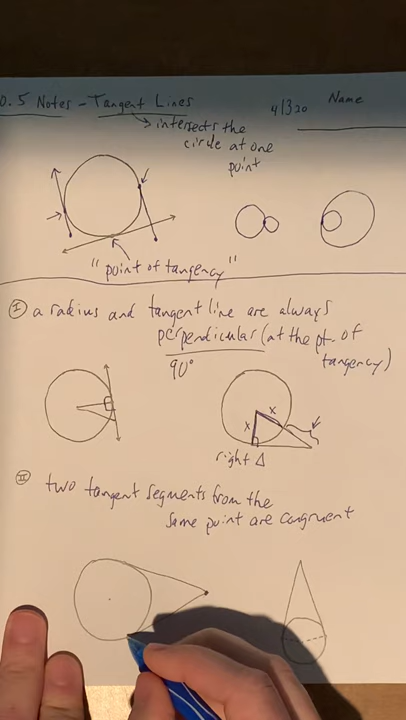 0.5 Notes - Tangent Lines
4/3 20
Name
intersects the
circle at one
point
"point of tangency"
I a radius and tangent line are always
perpendicular (at the pt. of
tangency)
90°
x
x
right Δ
II two tangent segments from the
same point are congruent